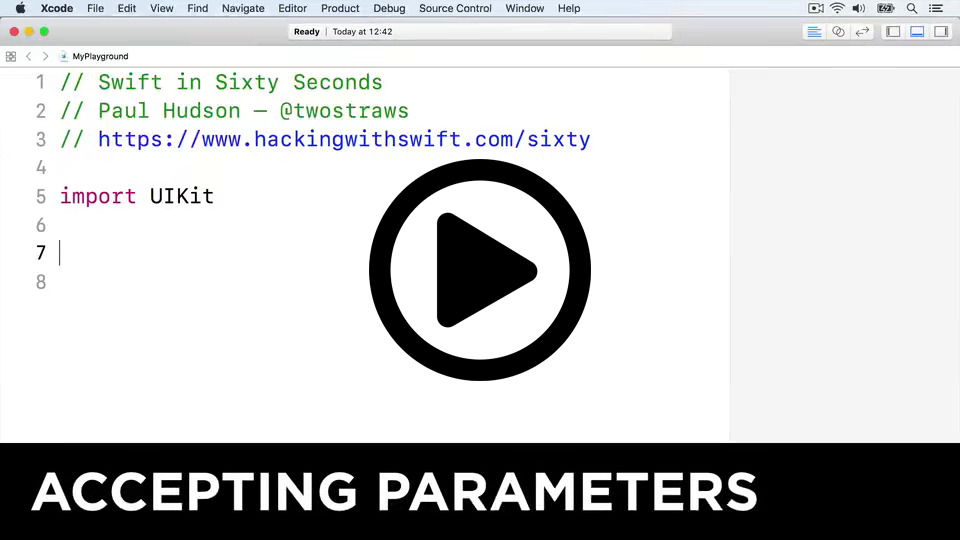 Xcode File Edit View Find Navigate Editor Product Debug Source Control Window Help
Ready | Today at 12:42
MyPlayground
1 // Swift in Sixty Seconds
2 // Paul Hudson — @twostraws
3 // https://www.hackingwithswift.com/sixty
4
5 import UIKit
6
7
8
ACCEPTING PARAMETERS